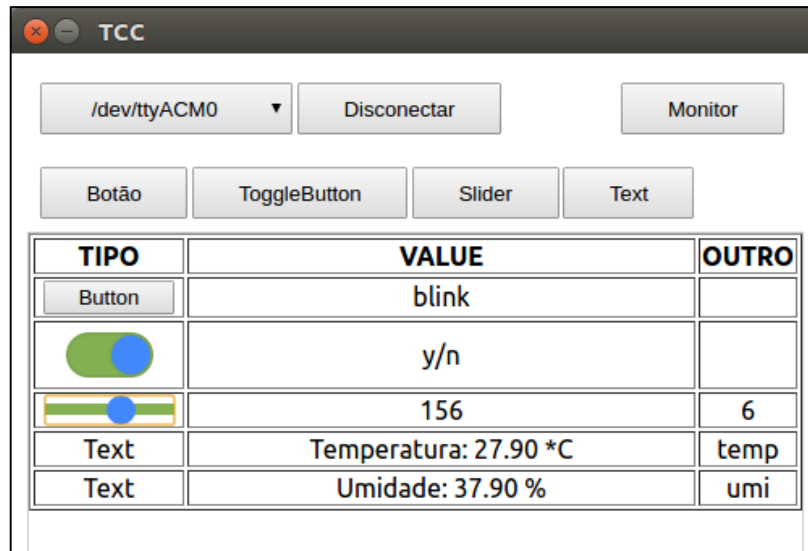 TCC
/dev/ttyACM0 Disconectar Monitor
Botão ToggleButton Slider Text
TIPO VALUE OUTRO
Button blink
y/n
156 6
Text Temperatura: 27.90 *C temp
Text Umidade: 37.90 % umi